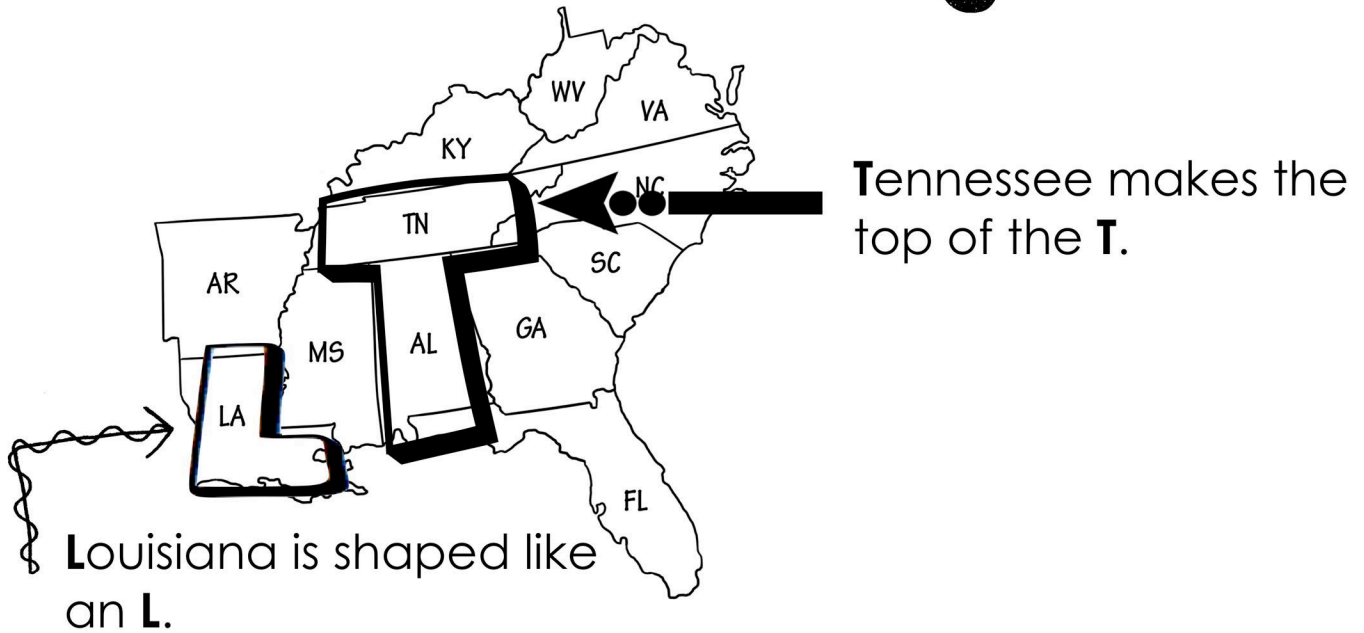 WV
VA
KY
NC
Tennessee makes the
top of the T.
TN
SC
AR
GA
MS
AL
LA
FL
Louisiana is shaped like
an L.